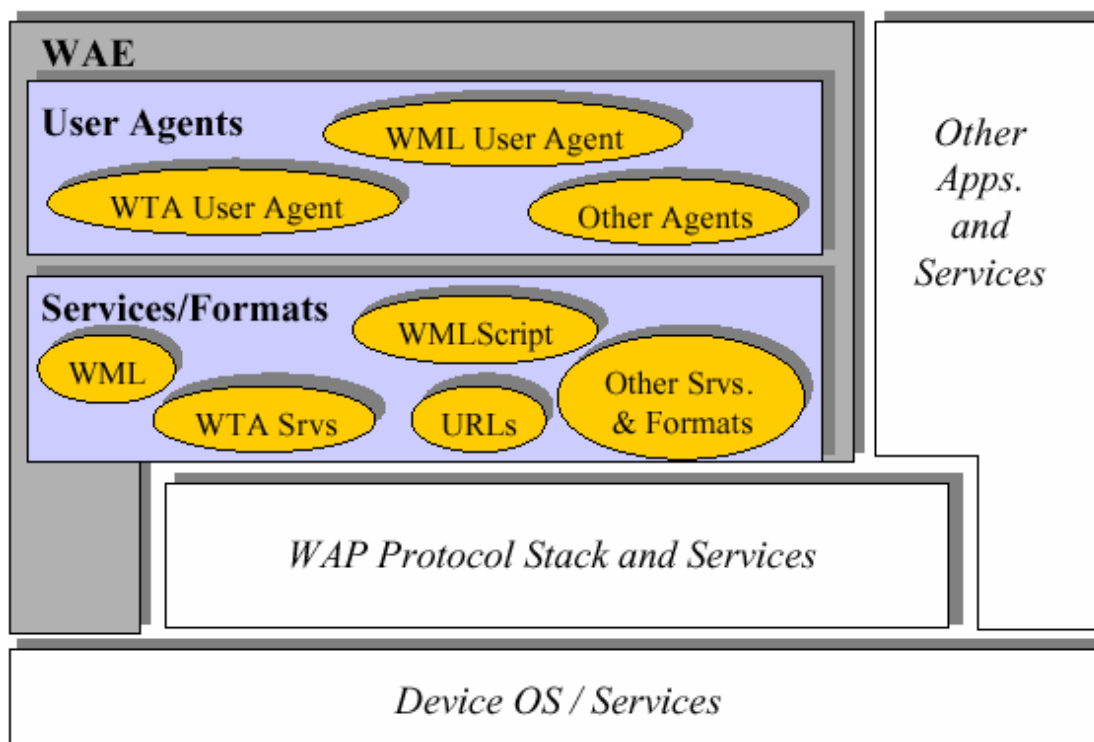 WAE
User Agents
WML User Agent
WTA User Agent
Other Agents
Services/Formats
WMLScript
WML
WTA Srvs
URLs
Other Srvs.
& Formats
Other
Apps.
and
Services
WAP Protocol Stack and Services
Device OS / Services